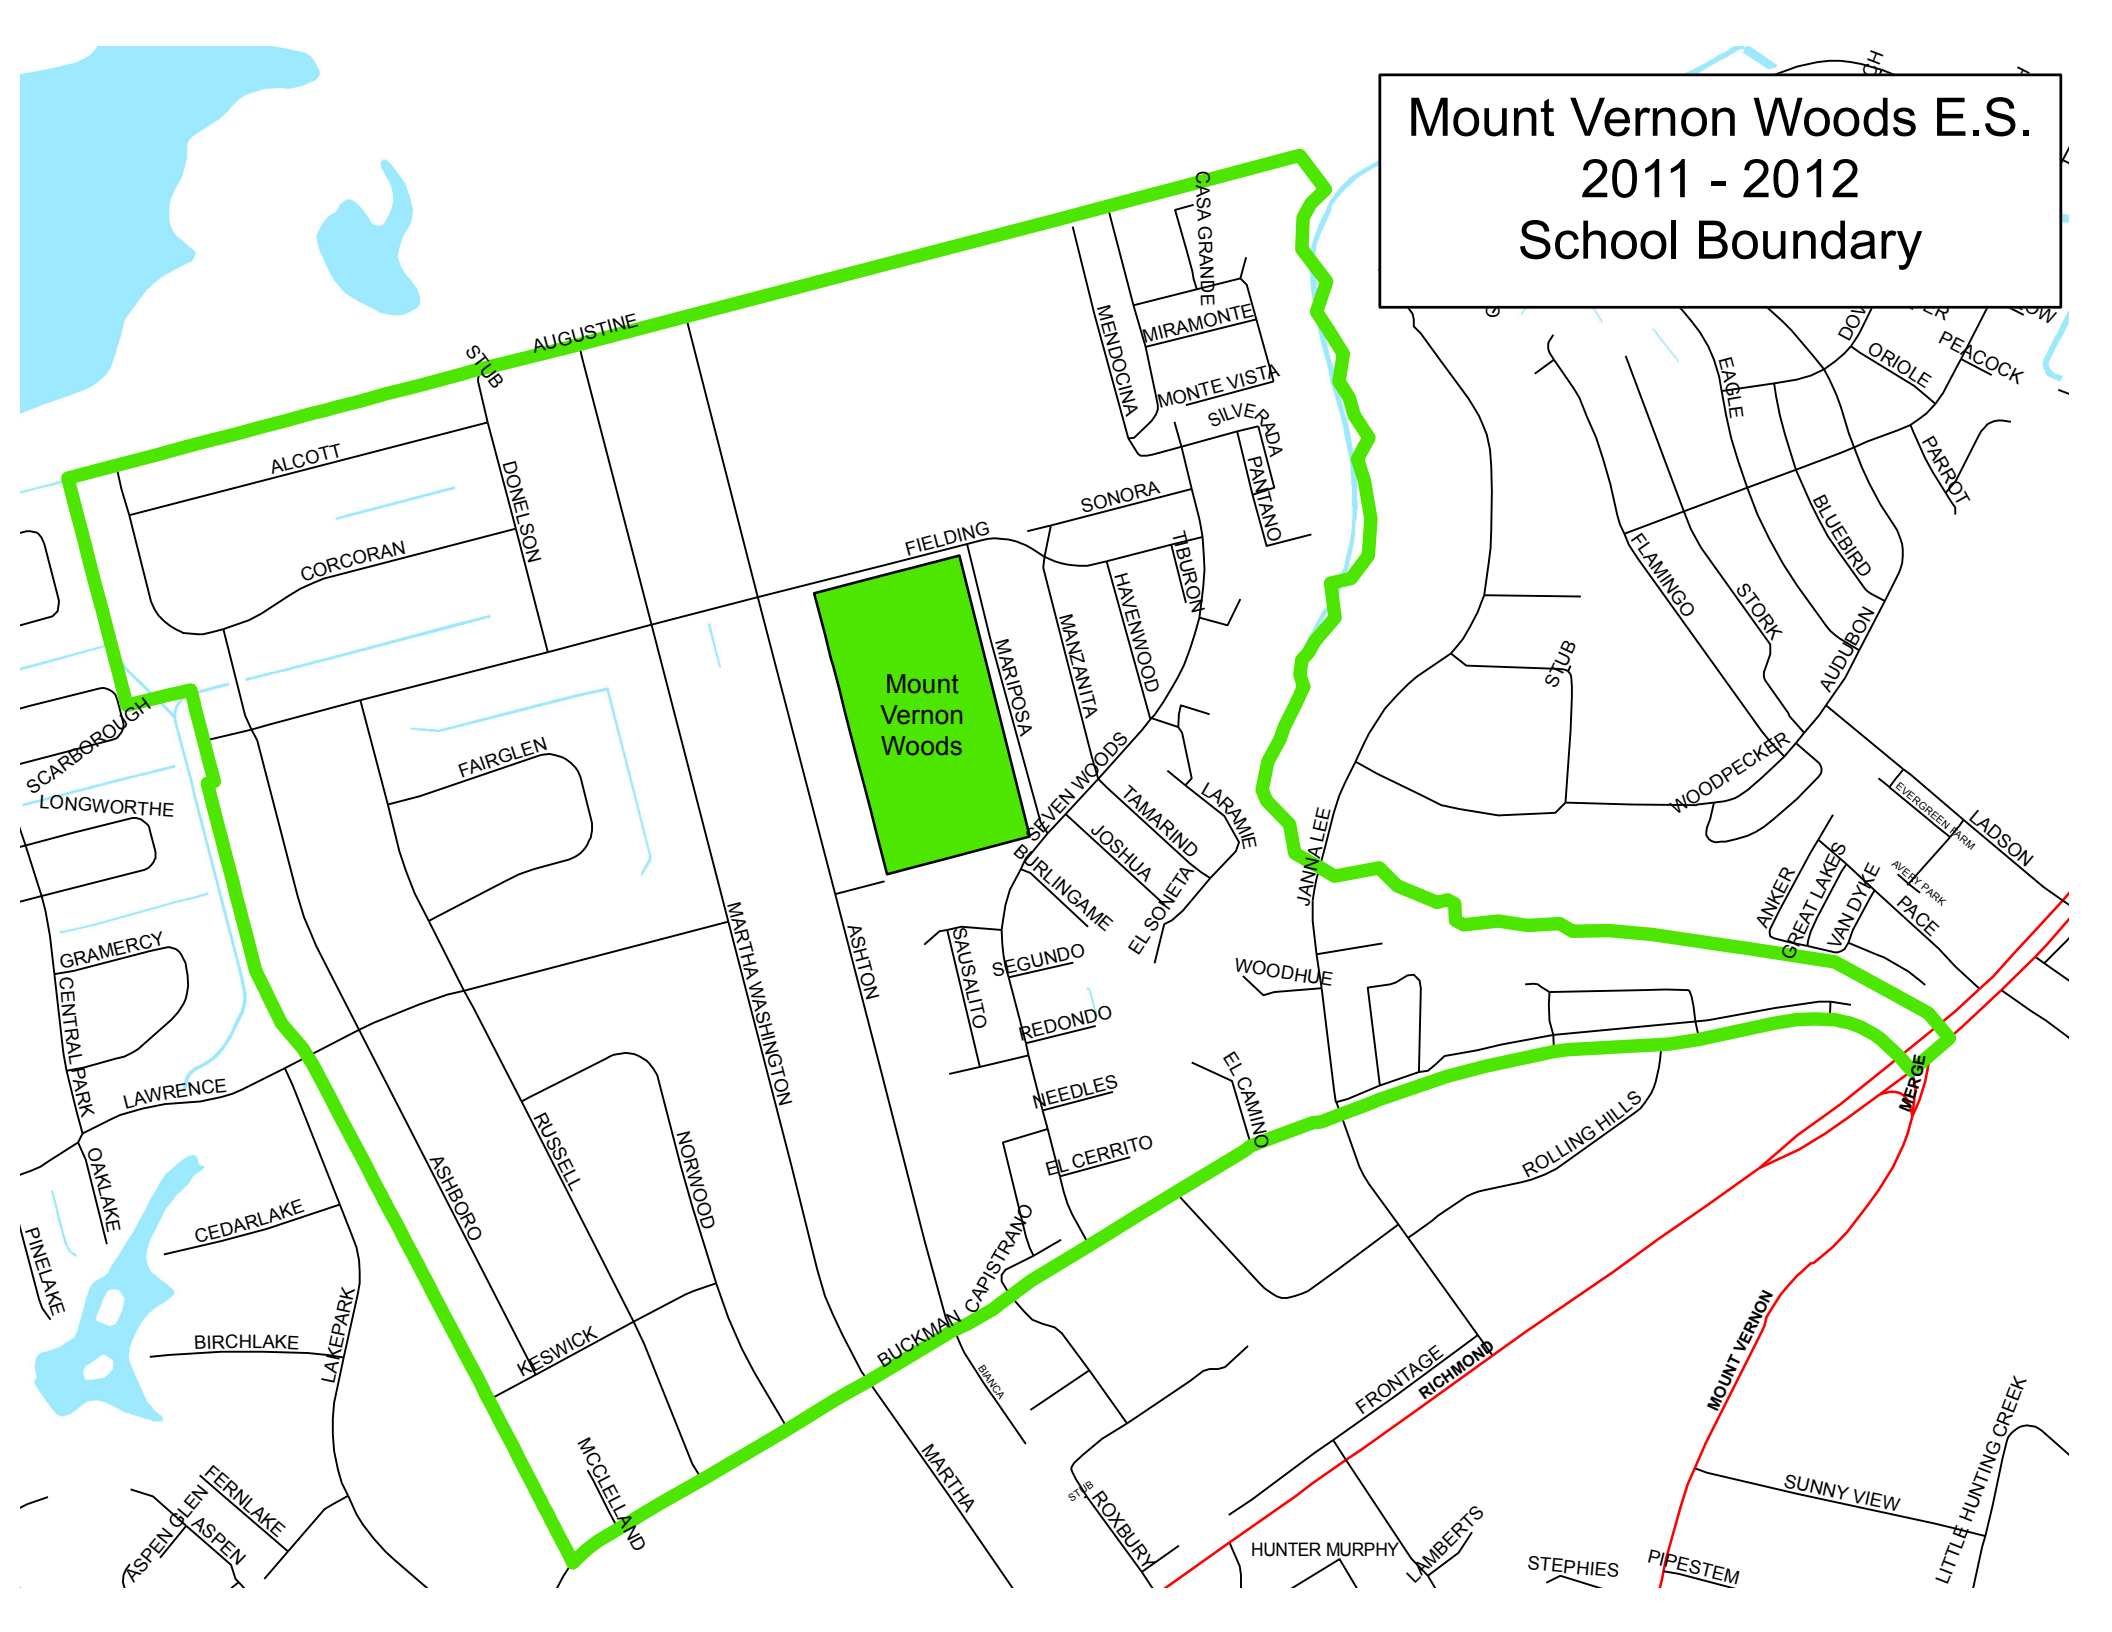 Mount Vernon Woods E.S.
2011 - 2012
School Boundary
CASA GRANDE
MENDOCINA
MIRAMONTE
MONTE VISTA
SILVERADA
PANTANO
AUGUSTINE
STUB
ALCOTT
DONELSON
CORCORAN
SONORA
FIELDING
TIBURON
HAVENWOOD
MANZANITA
MARIPOSA
Mount
Vernon
Woods
EAGLE
ORIOLE
PEACOCK
PARROT
BLUEBIRD
FLAMINGO
STORK
AUDUBON
STUB
WOODPECKER
SCARBOROUGH
LONGWORTHE
FAIRGLEN
SEVEN WOODS
TAMARIND
LARAMIE
JOSHUA
BURLINGAME
EL SONETA
JANNA LEE
EVERGREEN FARM
LADSON
AVERY PARK
ANKER
GREAT LAKES
VAN DYKE
PACE
GRAMERCY
CENTRAL PARK
MARTHA WASHINGTON
ASHTON
SAUSALITO
SEGUNDO
WOODHUE
REDONDO
EL CAMINO
NEEDLES
MERGE
LAWRENCE
OAKLAKE
RUSSELL
NORWOOD
ASHBORO
EL CERRITO
ROLLING HILLS
CEDARLAKE
PINELAKE
CAPISTRANO
BIRCHLAKE
LAKEPARK
KESWICK
BUCKMAN
BIANCA
FRONTAGE
RICHMOND
MOUNT VERNON
MCCLELLAND
MARTHA
STUB
ROXBURY
FERNLAKE
ASPEN GLEN
ASPEN
HUNTER MURPHY
LAMBERTS
STEPHIES
PIPESTEM
SUNNY VIEW
LITTLE HUNTING CREEK